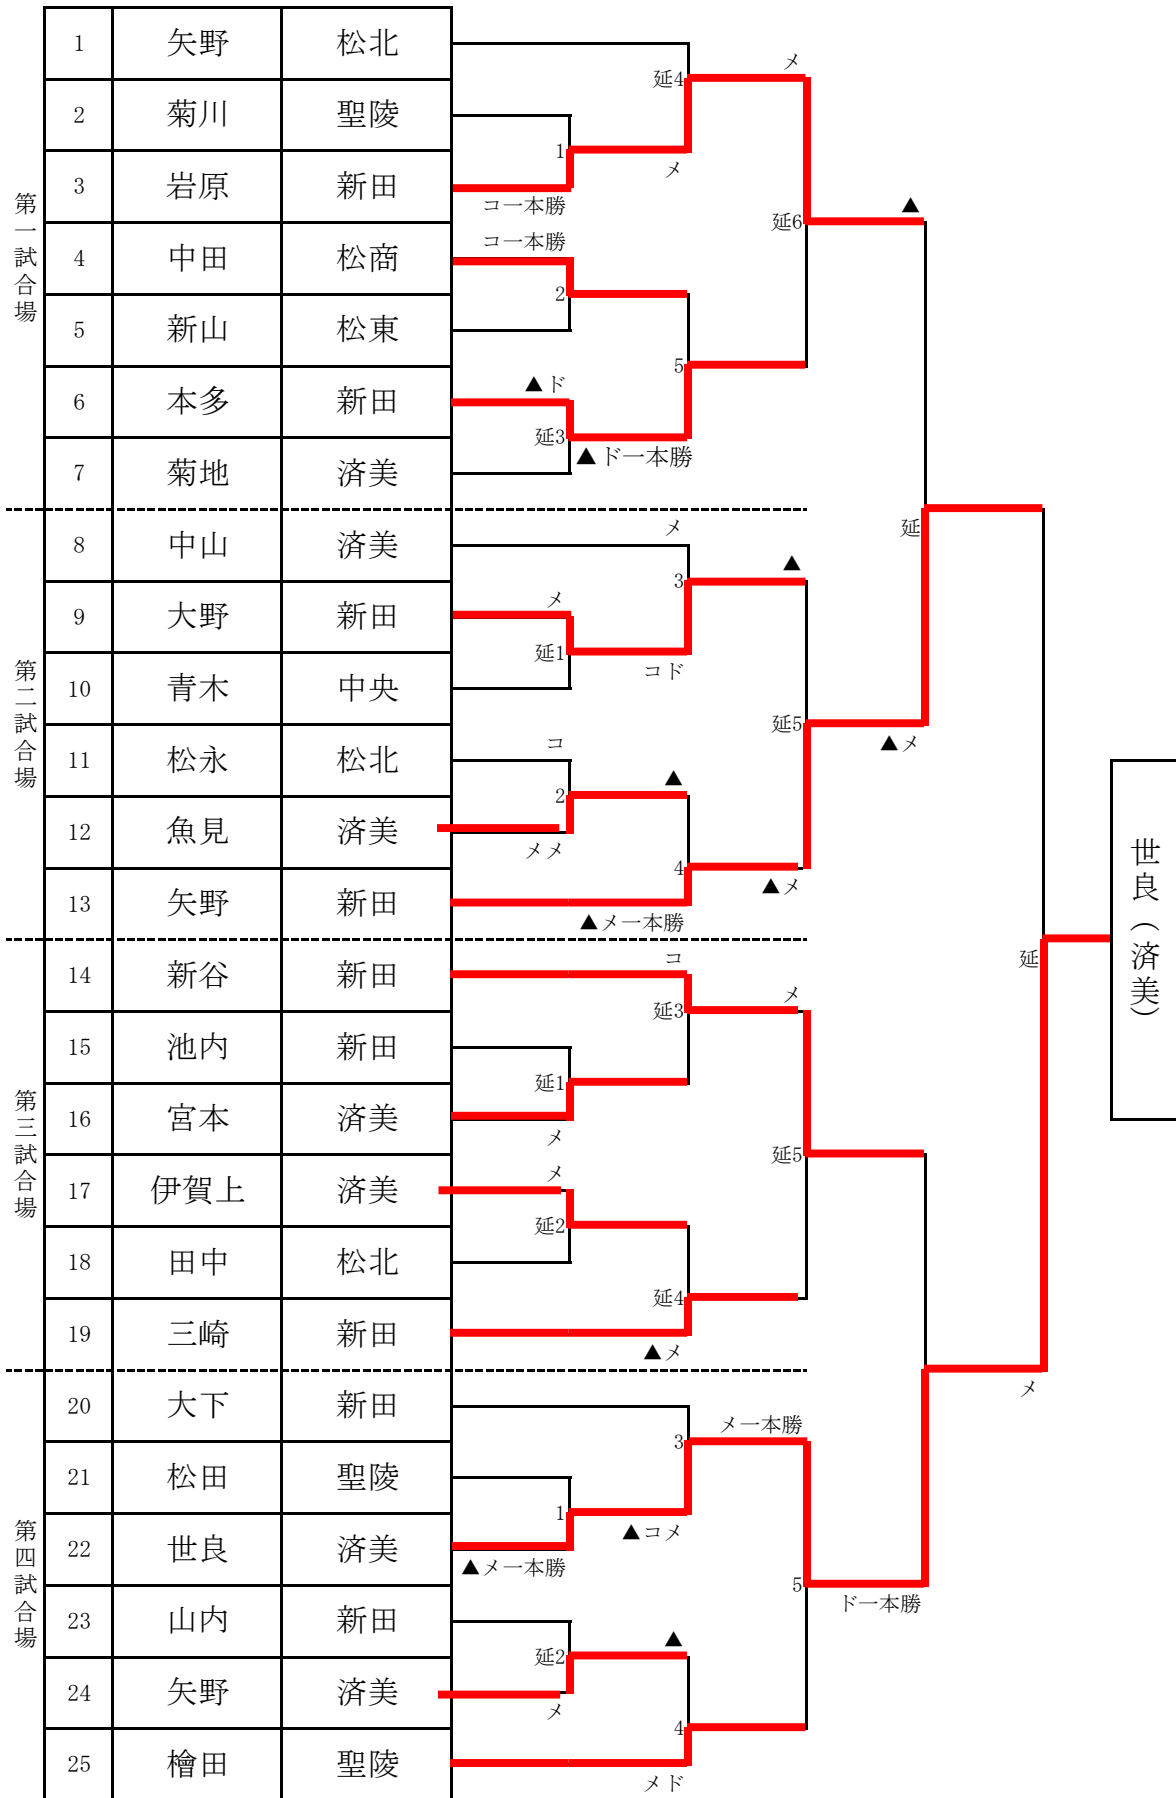 1 矢野 松北
2 菊川 聖陵
3 岩原 新田
4 中田 松商
5 新山 松東
6 本多 新田
7 菊地 済美
8 中山 済美
9 大野 新田
10 青木 中央
11 松永 松北
12 魚見 済美
13 矢野 新田
14 新谷 新田
15 池内 新田
16 宮本 済美
17 伊賀上 済美
18 田中 松北
19 三崎 新田
20 大下 新田
21 松田 聖陵
22 世良 済美
23 山内 新田
24 矢野 済美
25 檜田 聖陵
第一試合場
第二試合場
第三試合場
第四試合場
1
コ一本勝
コ一本勝
2
▲ド
延3
メ
延1
コ
2
メメ
延1
メ
メ
延2
1
▲メ一本勝
延2
メ
延4
メ
5
▲ド一本勝
メ
3
コド
▲
4
▲メ一本勝
コ
延3
延4
▲メ
3
▲コメ
▲
4
メド
メ
延6
▲
延5
▲メ
メ
延5
メ一本勝
5
▲
延
▲メ
ド一本勝
延
メ
世良（済美）